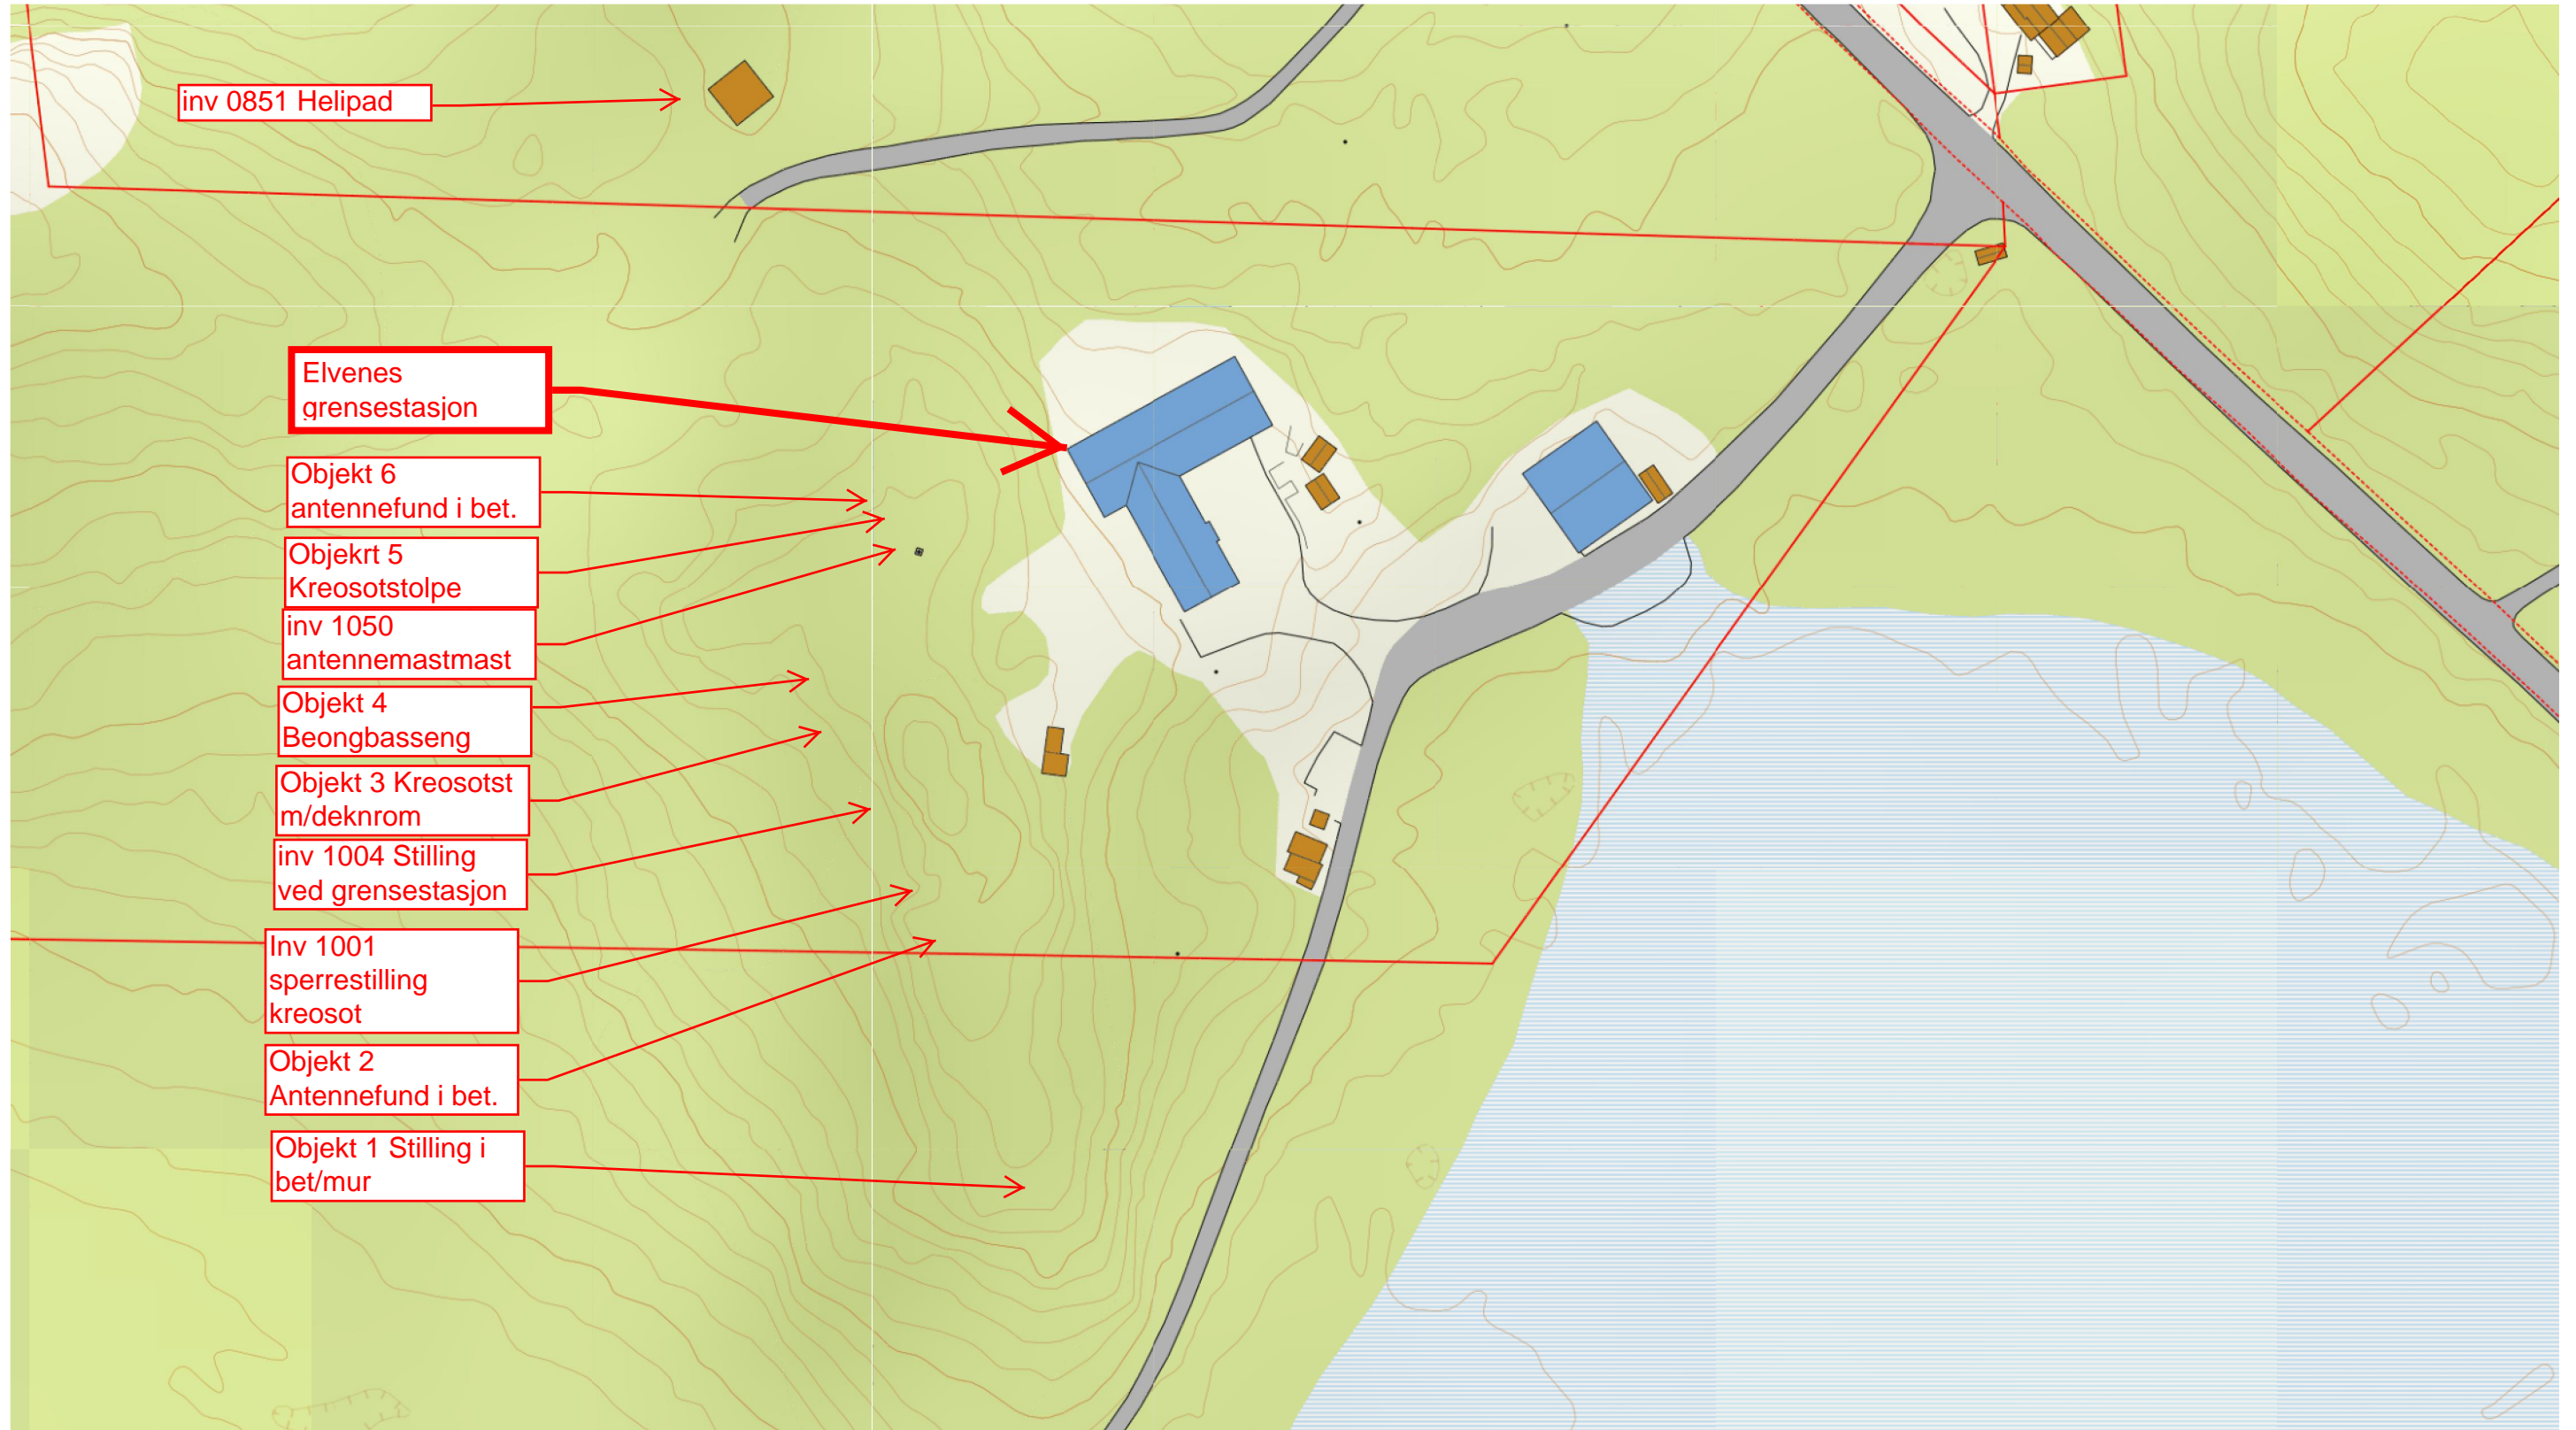 inv 0851 Helipad
Elvenes
grensestasjon
Objekt 6
antennefund i bet.
Objekrt 5
Kreosotstolpe
inv 1050
antennemastmast
Objekt 4
Beongbasseng
Objekt 3 Kreosotst
m/deknrom
inv 1004 Stilling
ved grensestasjon
Inv 1001
sperrestilling
kreosot
Objekt 2
Antennefund i bet.
Objekt 1 Stilling i
bet/mur